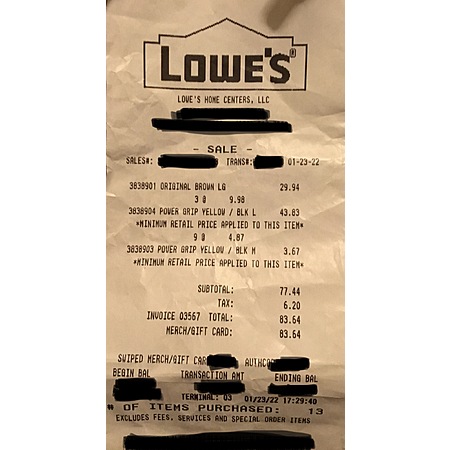 LOWE'S®
LOWE'S HOME CENTERS, LLC
- SALE -
SALES#: TRANS#: 01-23-22
3838901 ORIGINAL BROWN LG 29.94
3 @ 9.98
3838904 POWER GRIP YELLOW / BLK L 43.83
*MINIMUM RETAIL PRICE APPLIED TO THIS ITEM*
9 @ 4.87
3838903 POWER GRIP YELLOW / BLK M 3.67
*MINIMUM RETAIL PRICE APPLIED TO THIS ITEM*
SUBTOTAL: 77.44
TAX: 6.20
INVOICE 03567 TOTAL: 83.64
MERCH/GIFT CARD: 83.64
SWIPED MERCH/GIFT CAR AUTHCO
BEGIN BAL TRANSACTION AMT ENDING BAL
TERMINAL: 03 01/23/22 17:29:40
# OF ITEMS PURCHASED: 13
EXCLUDES FEES, SERVICES AND SPECIAL ORDER ITEMS